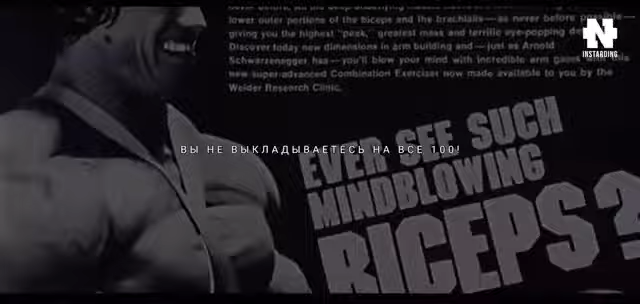 lower outer portions of the biceps and the brachialis—as never before possible—
giving you the highest "peak," greatest mass and terrific eye-popping
Discover today new dimensions in arm building and—just as Arnold
Schwarzenegger has—you'll blow your mind with incredible arm gains with this
new super-advanced Combination Exerciser now made available to you by the
Weider Research Clinic.
N
INSTARDING
ВЫ НЕ ВЫКЛАДЫВАЕТЕСЬ НА ВСЕ 100!
EVER SEE SUCH
MINDBLOWING
BICEPS?